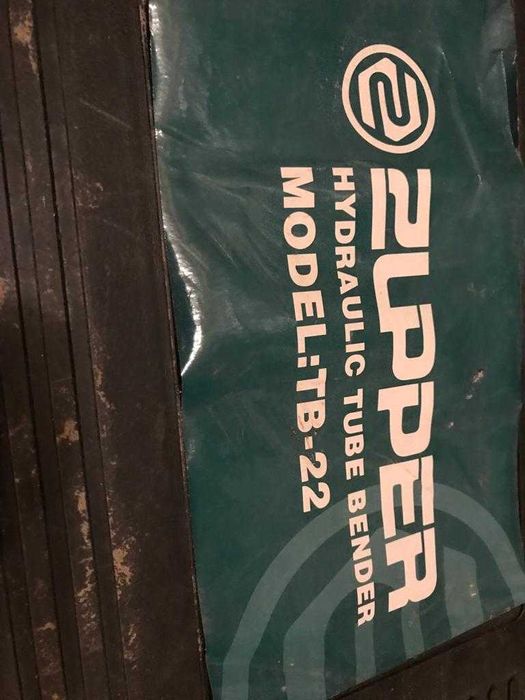 ZUPPER
HYDRAULIC TUBE BENDER
MODEL:TB-22